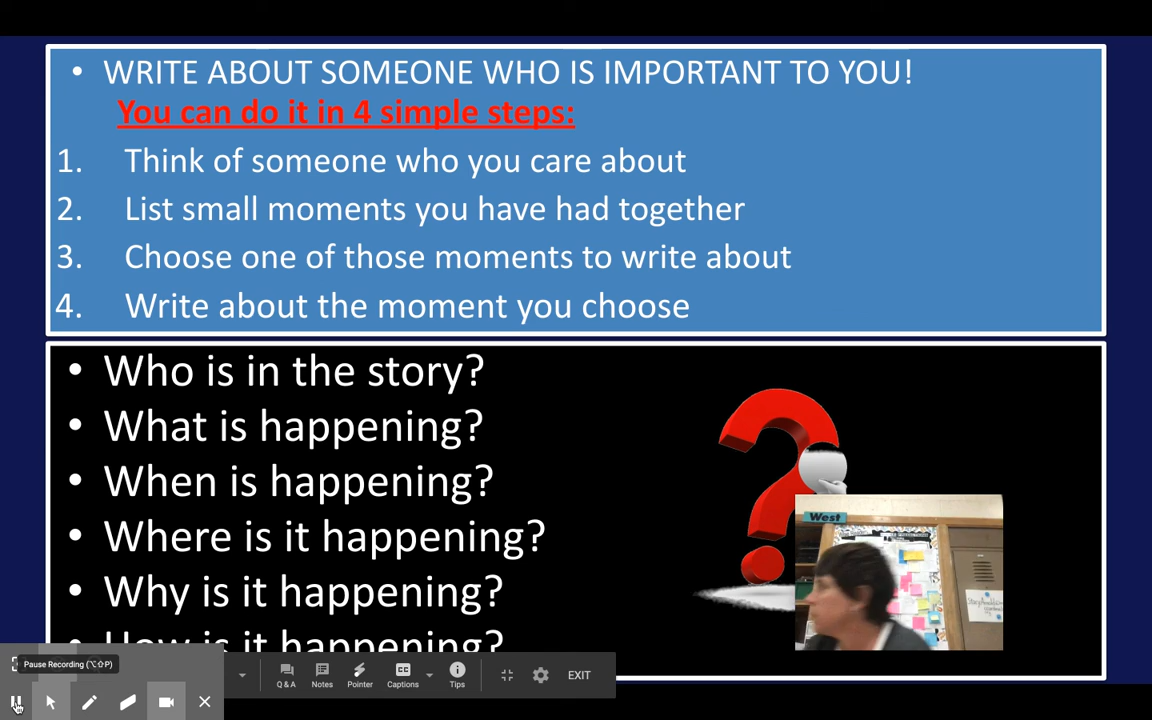 • WRITE ABOUT SOMEONE WHO IS IMPORTANT TO YOU!
You can do it in 4 simple steps:
1. Think of someone who you care about
2. List small moments you have had together
3. Choose one of those moments to write about
4. Write about the moment you choose
• Who is in the story?
• What is happening?
• When is happening?
• Where is it happening?
• Why is it happening?
• How is it happening?
West
Pause Recording (⌥⇧P)
Q & A
Notes
Pointer
CC
Captions
Tips
EXIT